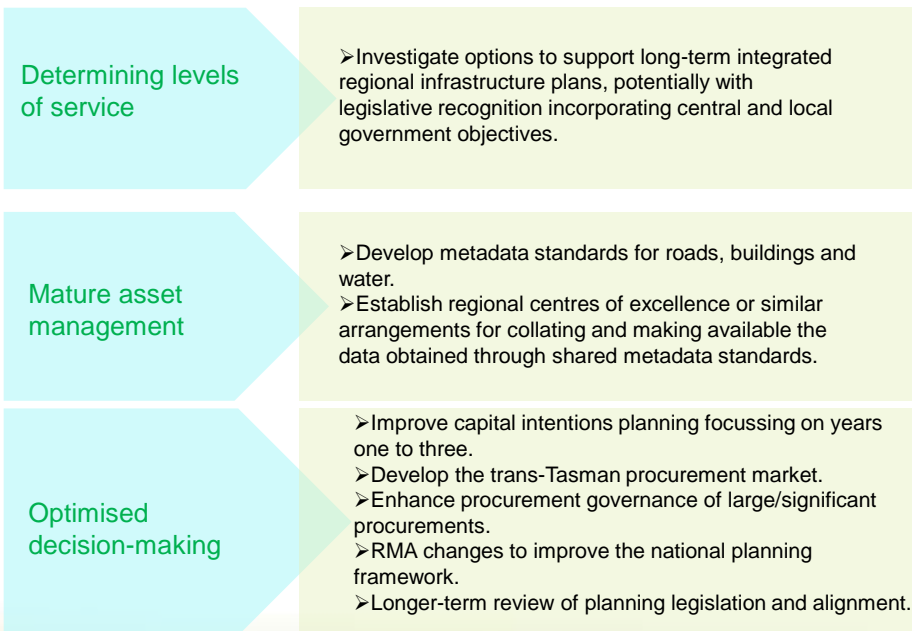 Determining levels
of service
➢Investigate options to support long-term integrated
regional infrastructure plans, potentially with
legislative recognition incorporating central and local
government objectives.
Mature asset
management
➢Develop metadata standards for roads, buildings and
water.
➢Establish regional centres of excellence or similar
arrangements for collating and making available the
data obtained through shared metadata standards.
Optimised
decision-making
➢Improve capital intentions planning focussing on years
one to three.
➢Develop the trans-Tasman procurement market.
➢Enhance procurement governance of large/significant
procurements.
➢RMA changes to improve the national planning
framework.
➢Longer-term review of planning legislation and alignment.